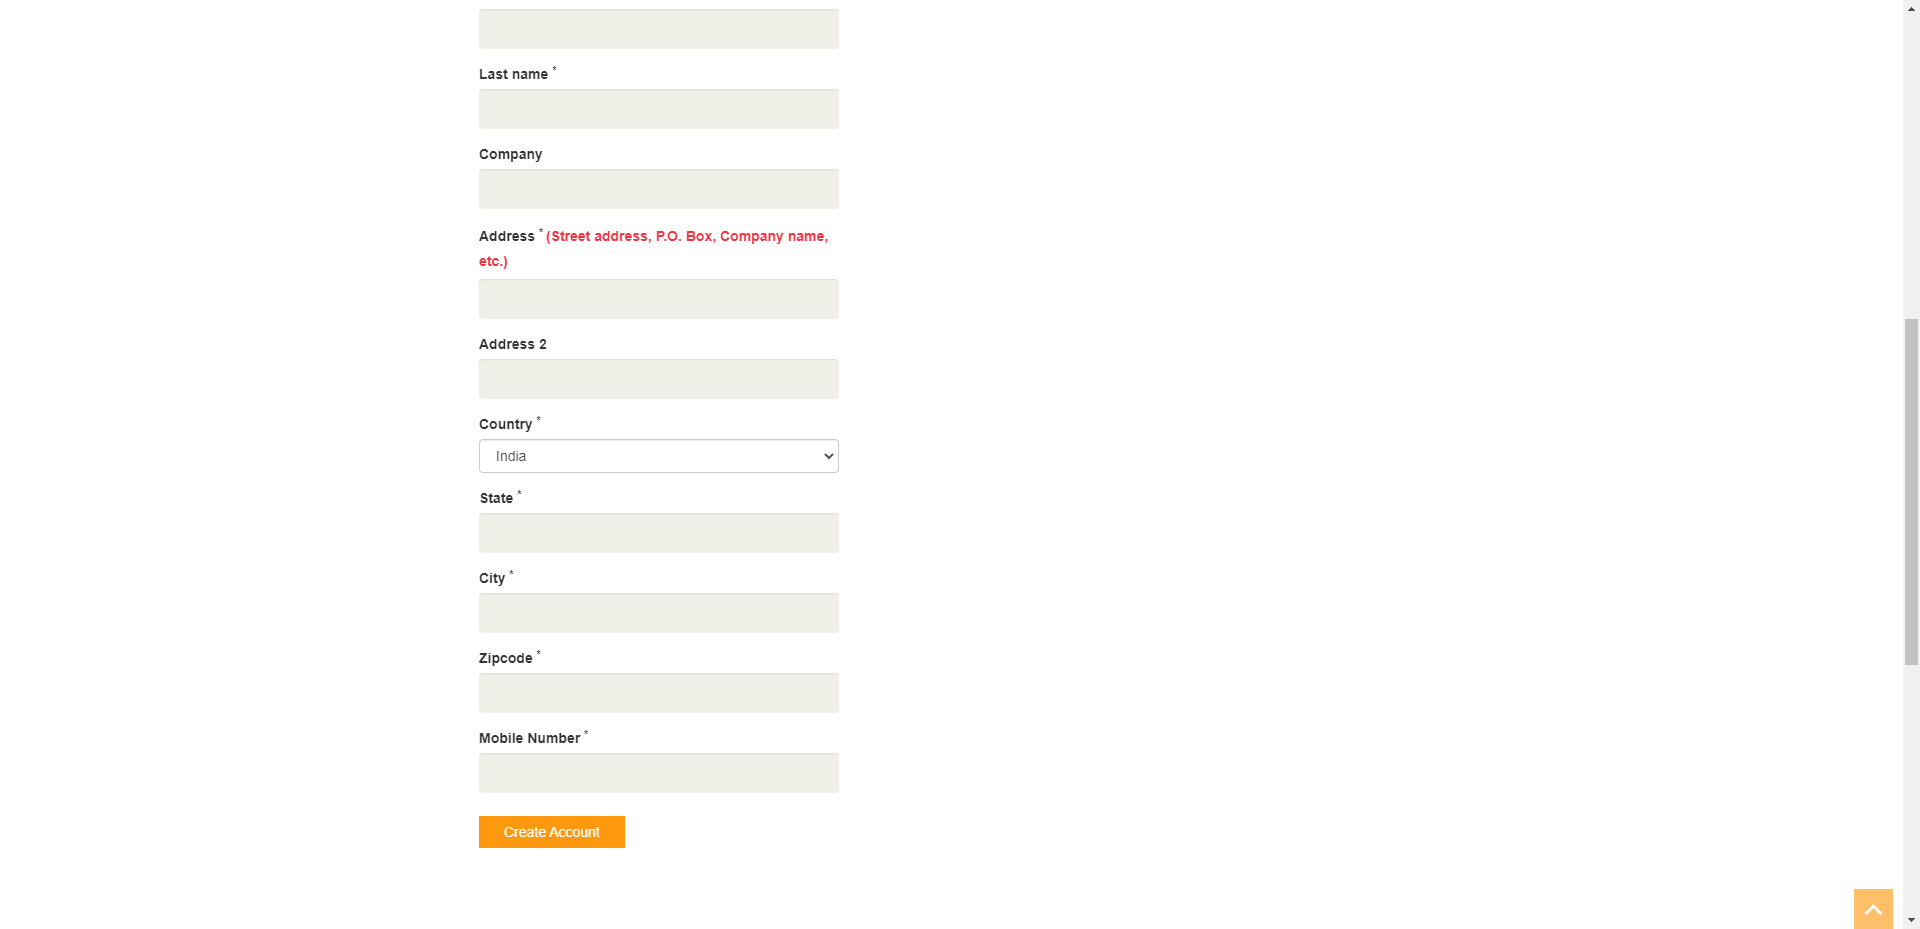 Last name *
Company
Address * (Street address, P.O. Box, Company name,
etc.)
Address 2
Country *
India
State *
City *
Zipcode *
Mobile Number *
Create Account